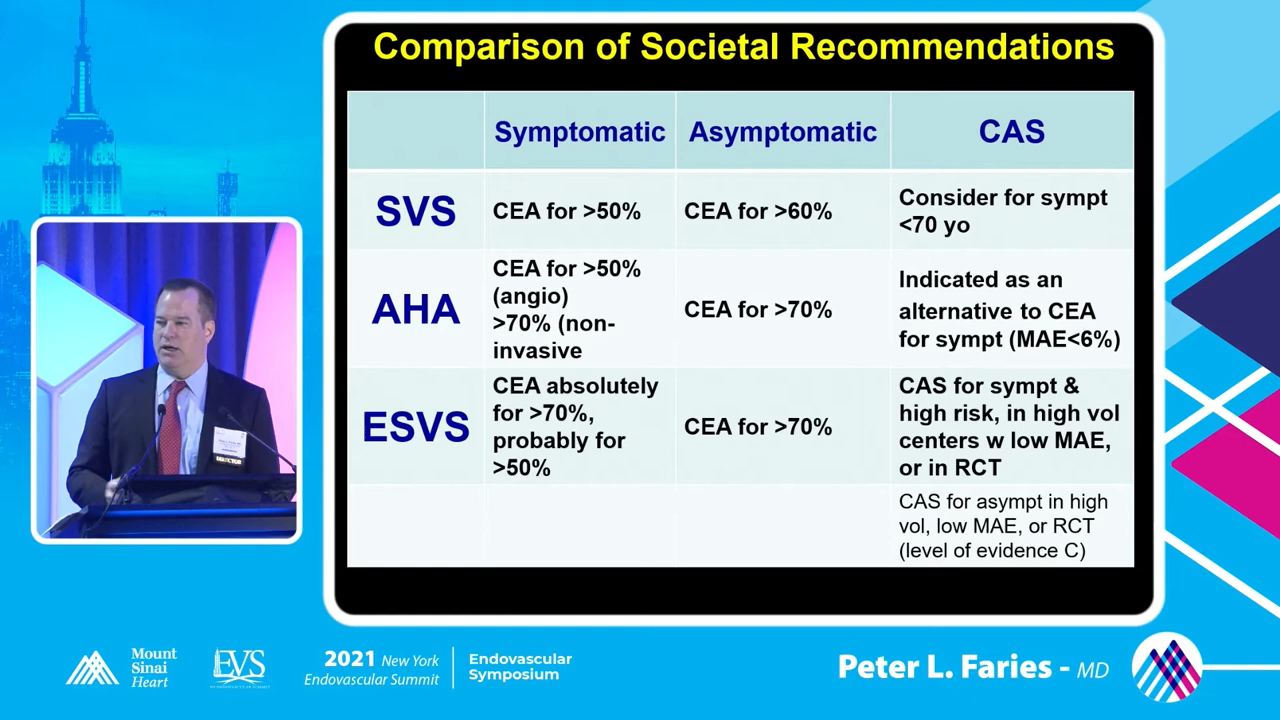 Comparison of Societal Recommendations
Symptomatic
Asymptomatic
CAS
SVS
CEA for >50%
CEA for >60%
Consider for sympt
<70 yo
AHA
CEA for >50%
(angio)
>70% (non-
invasive
CEA for >70%
Indicated as an
alternative to CEA
for sympt (MAE<6%)
ESVS
CEA absolutely
for >70%,
probably for
>50%
CEA for >70%
CAS for sympt &
high risk, in high vol
centers w low MAE,
or in RCT
CAS for asympt in high
vol, low MAE, or RCT
(level of evidence C)
DIRECTOR
Mount
Sinai
Heart
EVS
2021 New York
Endovascular Summit
Endovascular
Symposium
Peter L. Faries - MD